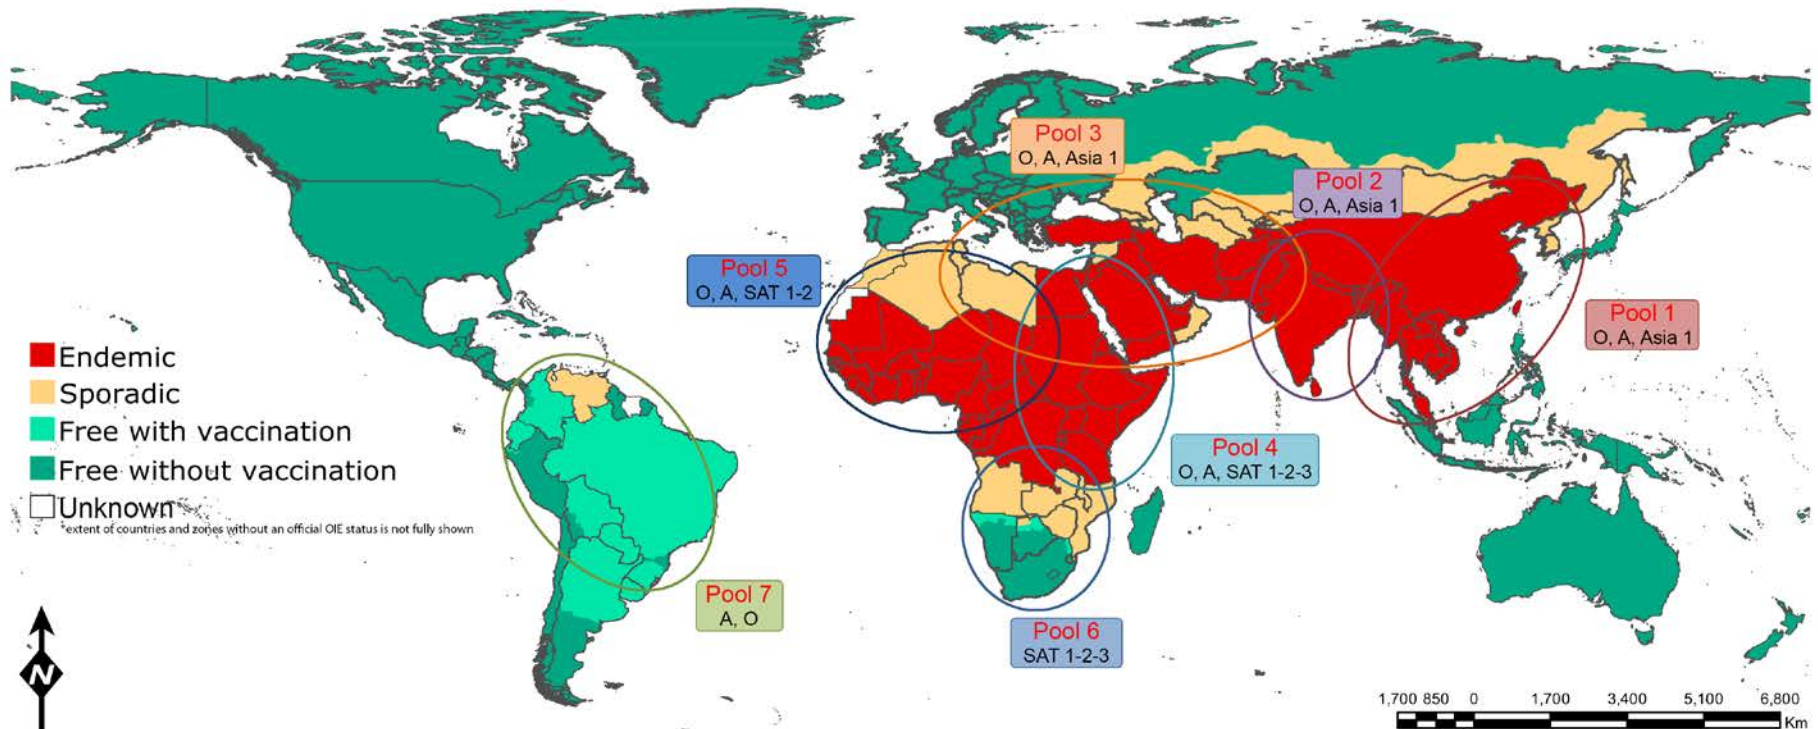 Pool 3
O, A, Asia 1
Pool 2
O, A, Asia 1
Pool 5
O, A, SAT 1-2
Pool 1
O, A, Asia 1
Endemic
Sporadic
Free with vaccination
Free without vaccination
Unknown
*extent of countries and zones without an official OIE status is not fully shown
Pool 4
O, A, SAT 1-2-3
Pool 7
A, O
Pool 6
SAT 1-2-3
N
1,700 850 0 1,700 3,400 5,100 6,800
Km